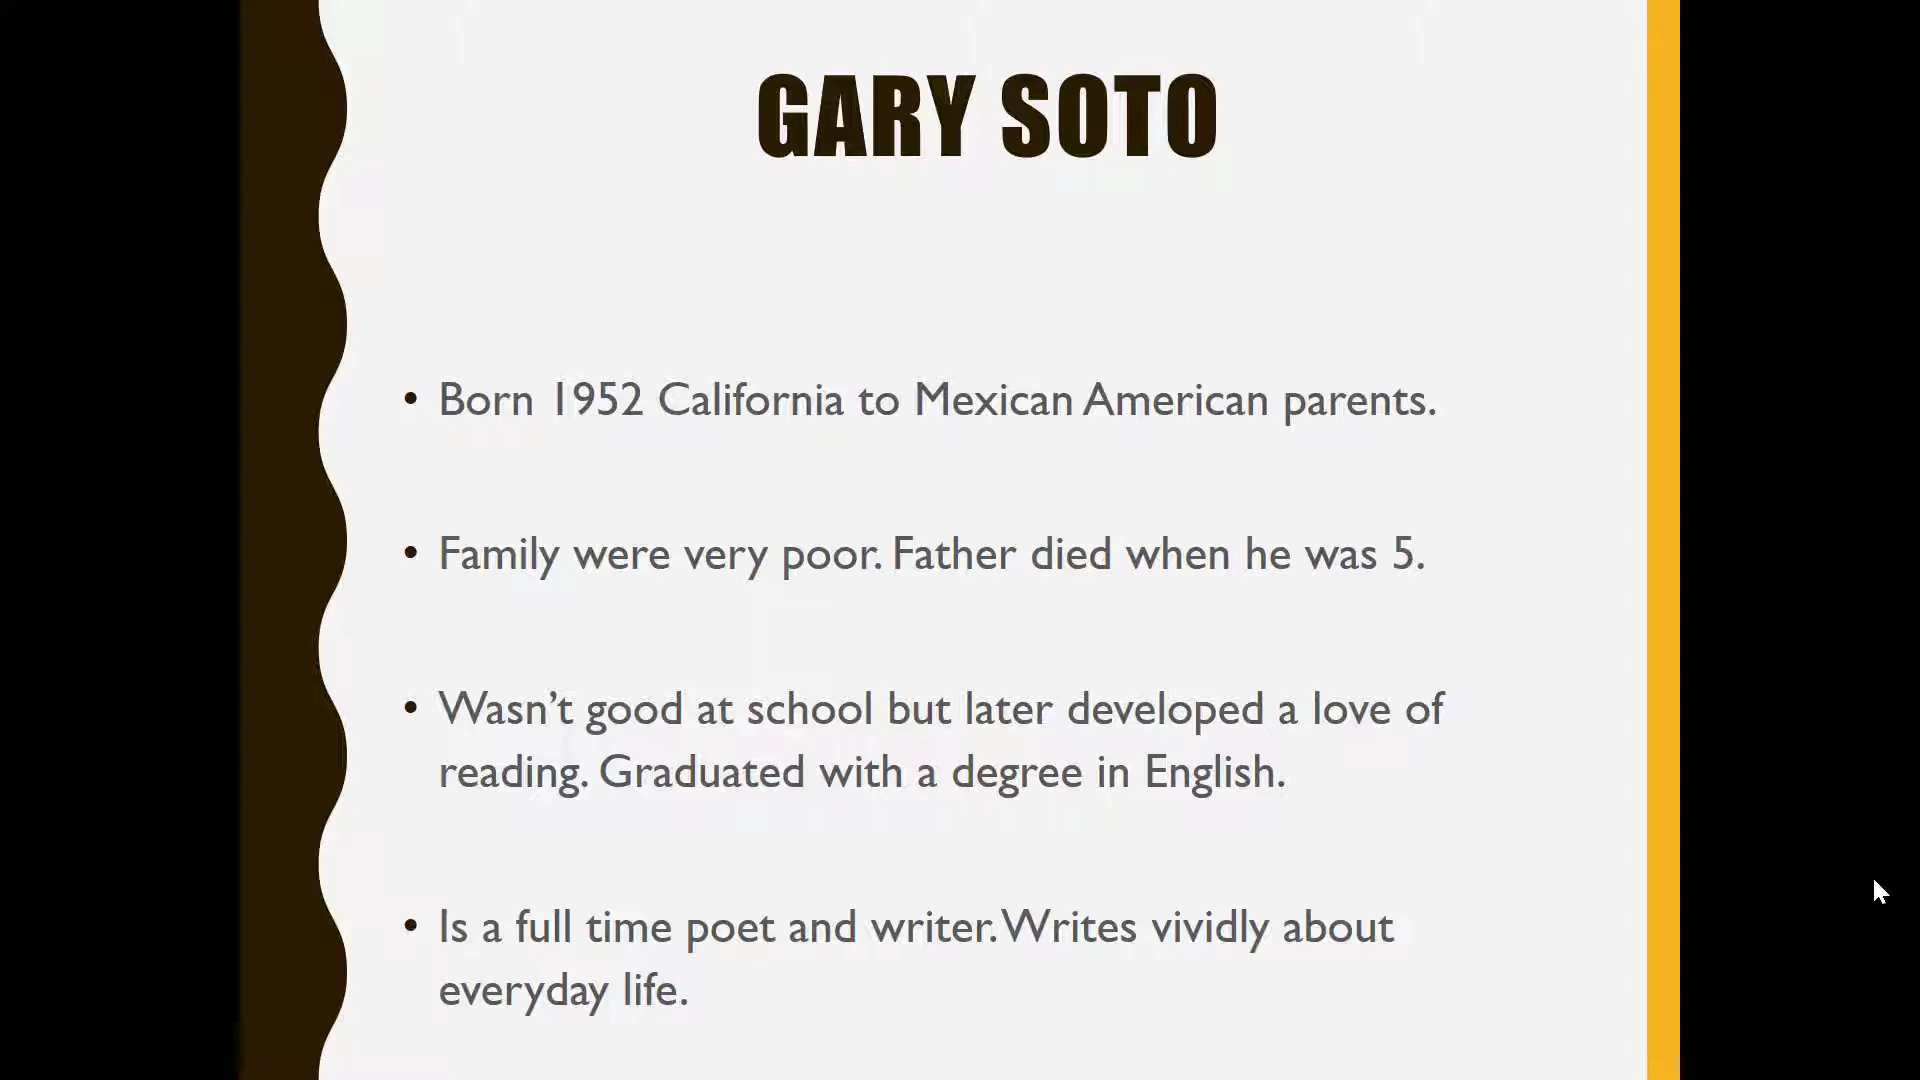 GARY SOTO
• Born 1952 California to Mexican American parents.
• Family were very poor. Father died when he was 5.
• Wasn’t good at school but later developed a love of
reading. Graduated with a degree in English.
• Is a full time poet and writer. Writes vividly about
everyday life.